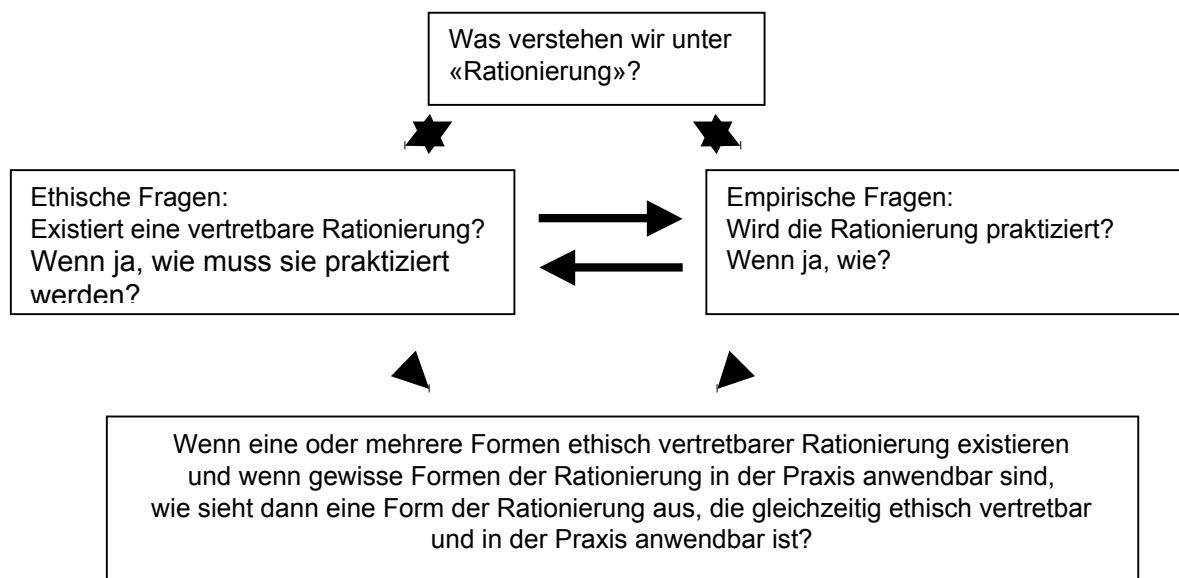 Was verstehen wir unter
«Rationierung»?
Ethische Fragen:
Existiert eine vertretbare Rationierung?
Wenn ja, wie muss sie praktiziert
werden?
Empirische Fragen:
Wird die Rationierung praktiziert?
Wenn ja, wie?
Wenn eine oder mehrere Formen ethisch vertretbarer Rationierung existieren
und wenn gewisse Formen der Rationierung in der Praxis anwendbar sind,
wie sieht dann eine Form der Rationierung aus, die gleichzeitig ethisch vertretbar
und in der Praxis anwendbar ist?